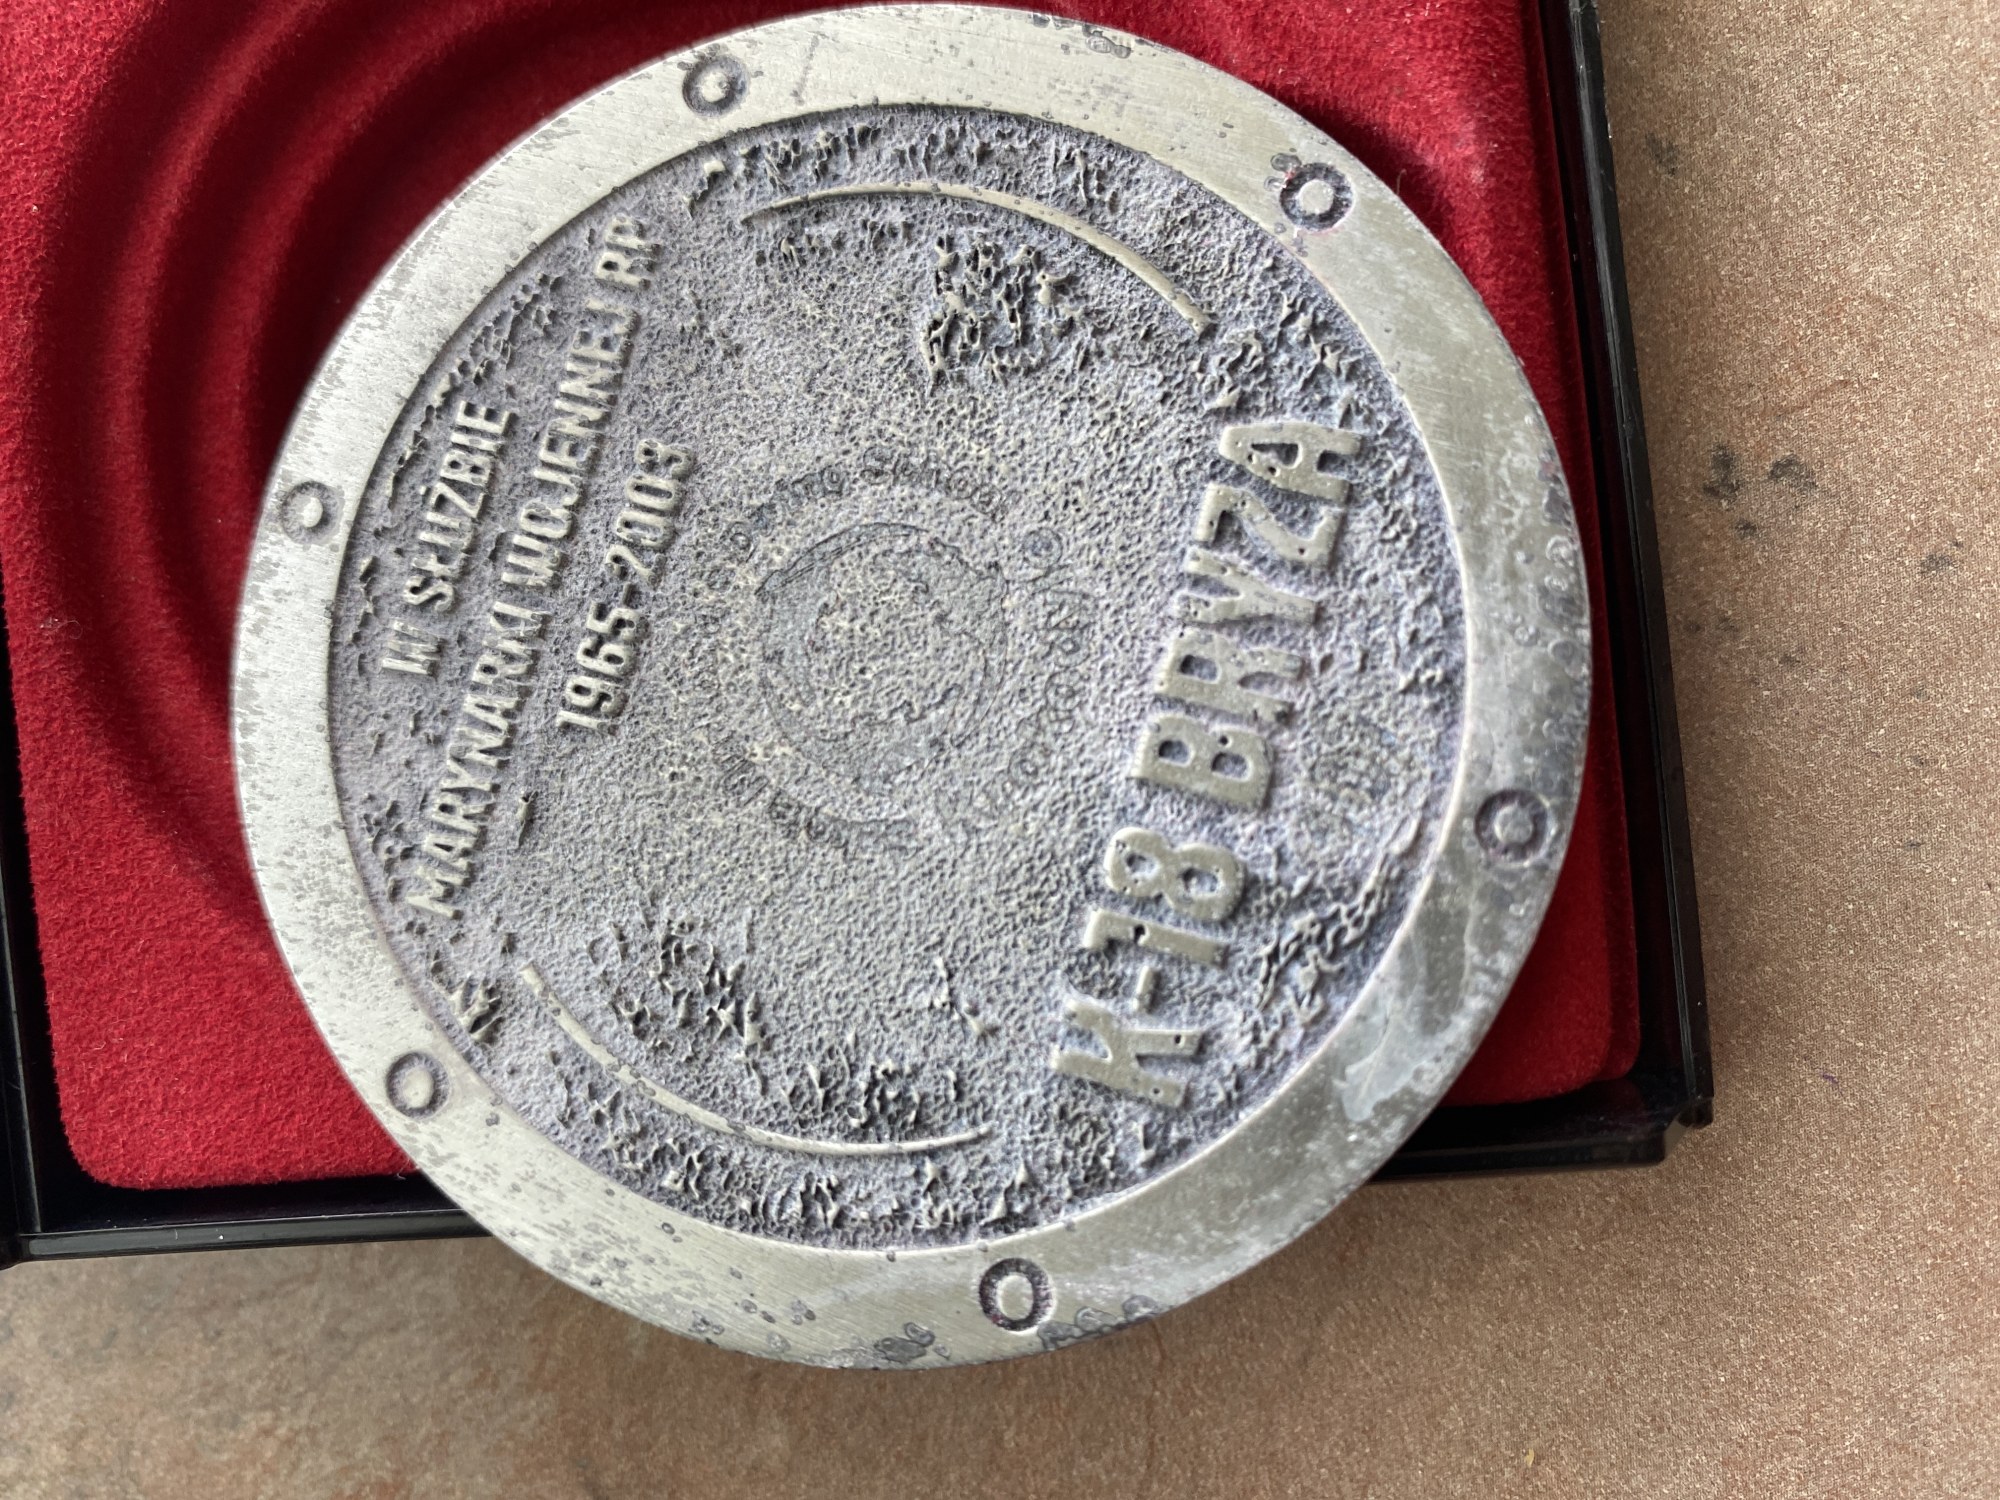 W SŁUŻBIE
MARYNARKI WOJENNEJ RP
1965-2003
K-18 BRYZA